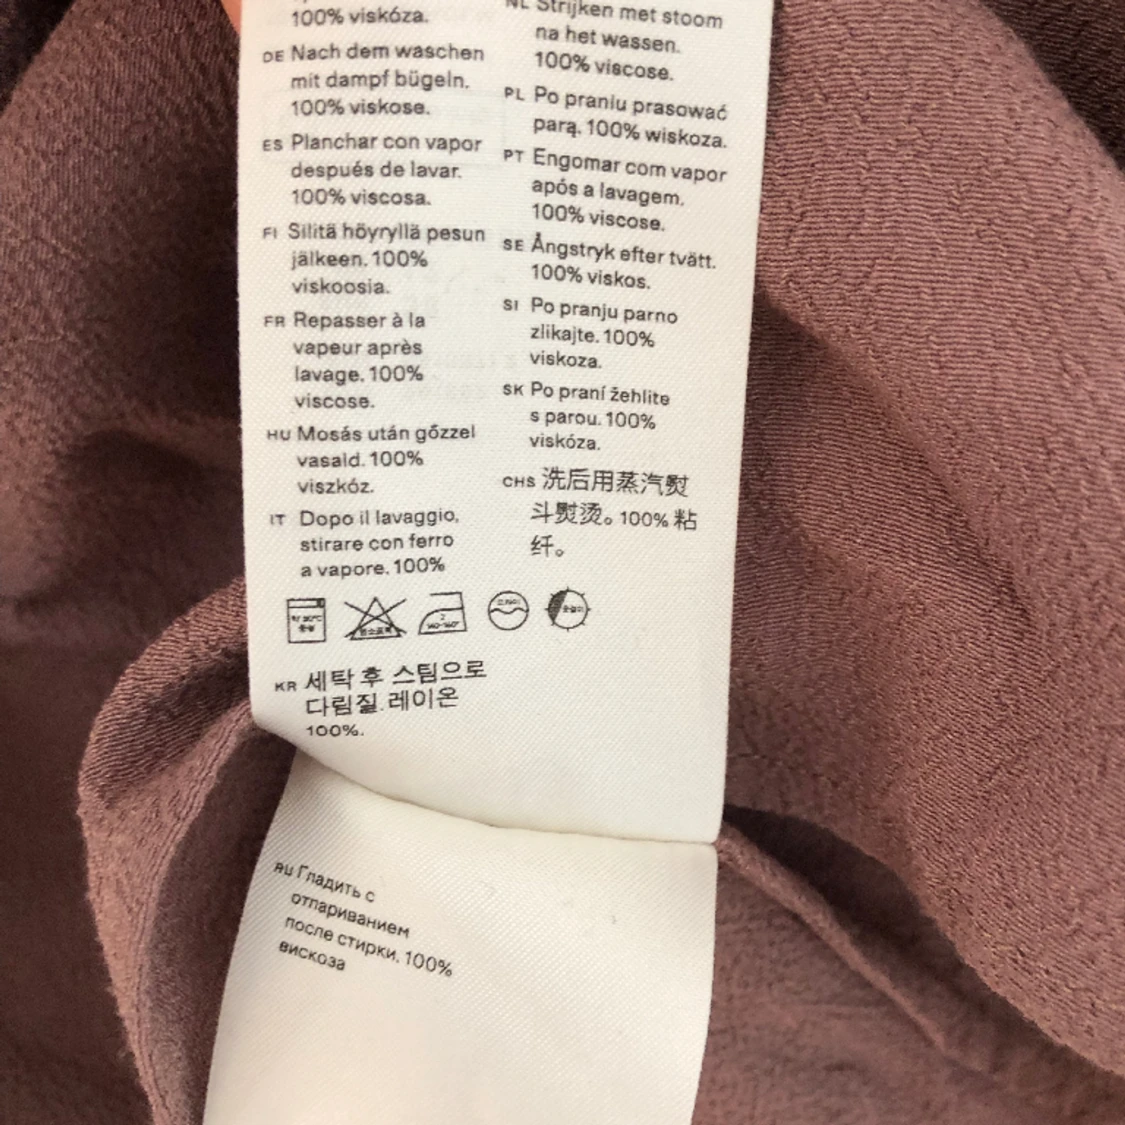 100% viskóza.
DE Nach dem waschen
mit dampf bügeln.
100% viskose.
ES Planchar con vapor
después de lavar.
100% viscosa.
FI Silitä höyryllä pesun
jälkeen. 100%
viskoosia.
FR Repasser à la
vapeur après
lavage. 100%
viscose.
HU Mosás után gőzzel
vasald. 100%
viszkóz.
IT Dopo il lavaggio,
stirare con ferro
a vapore. 100%
NL Strijken met stoom
na het wassen.
100% viscose.
PL Po praniu prasować
parą. 100% wiskoza.
PT Engomar com vapor
após a lavagem.
100% viscose.
SE Ångstryk efter tvätt.
100% viskos.
SI Po pranju parno
zlikajte. 100%
viskoza.
SK Po praní žehlite
s parou. 100%
viskóza.
CHS 洗后用蒸汽熨
斗熨烫。100% 粘
纤。
KR 세탁 후 스팀으로
다림질. 레이온
100%.
RU Гладить с
отпариванием
после стирки. 100%
вискоза